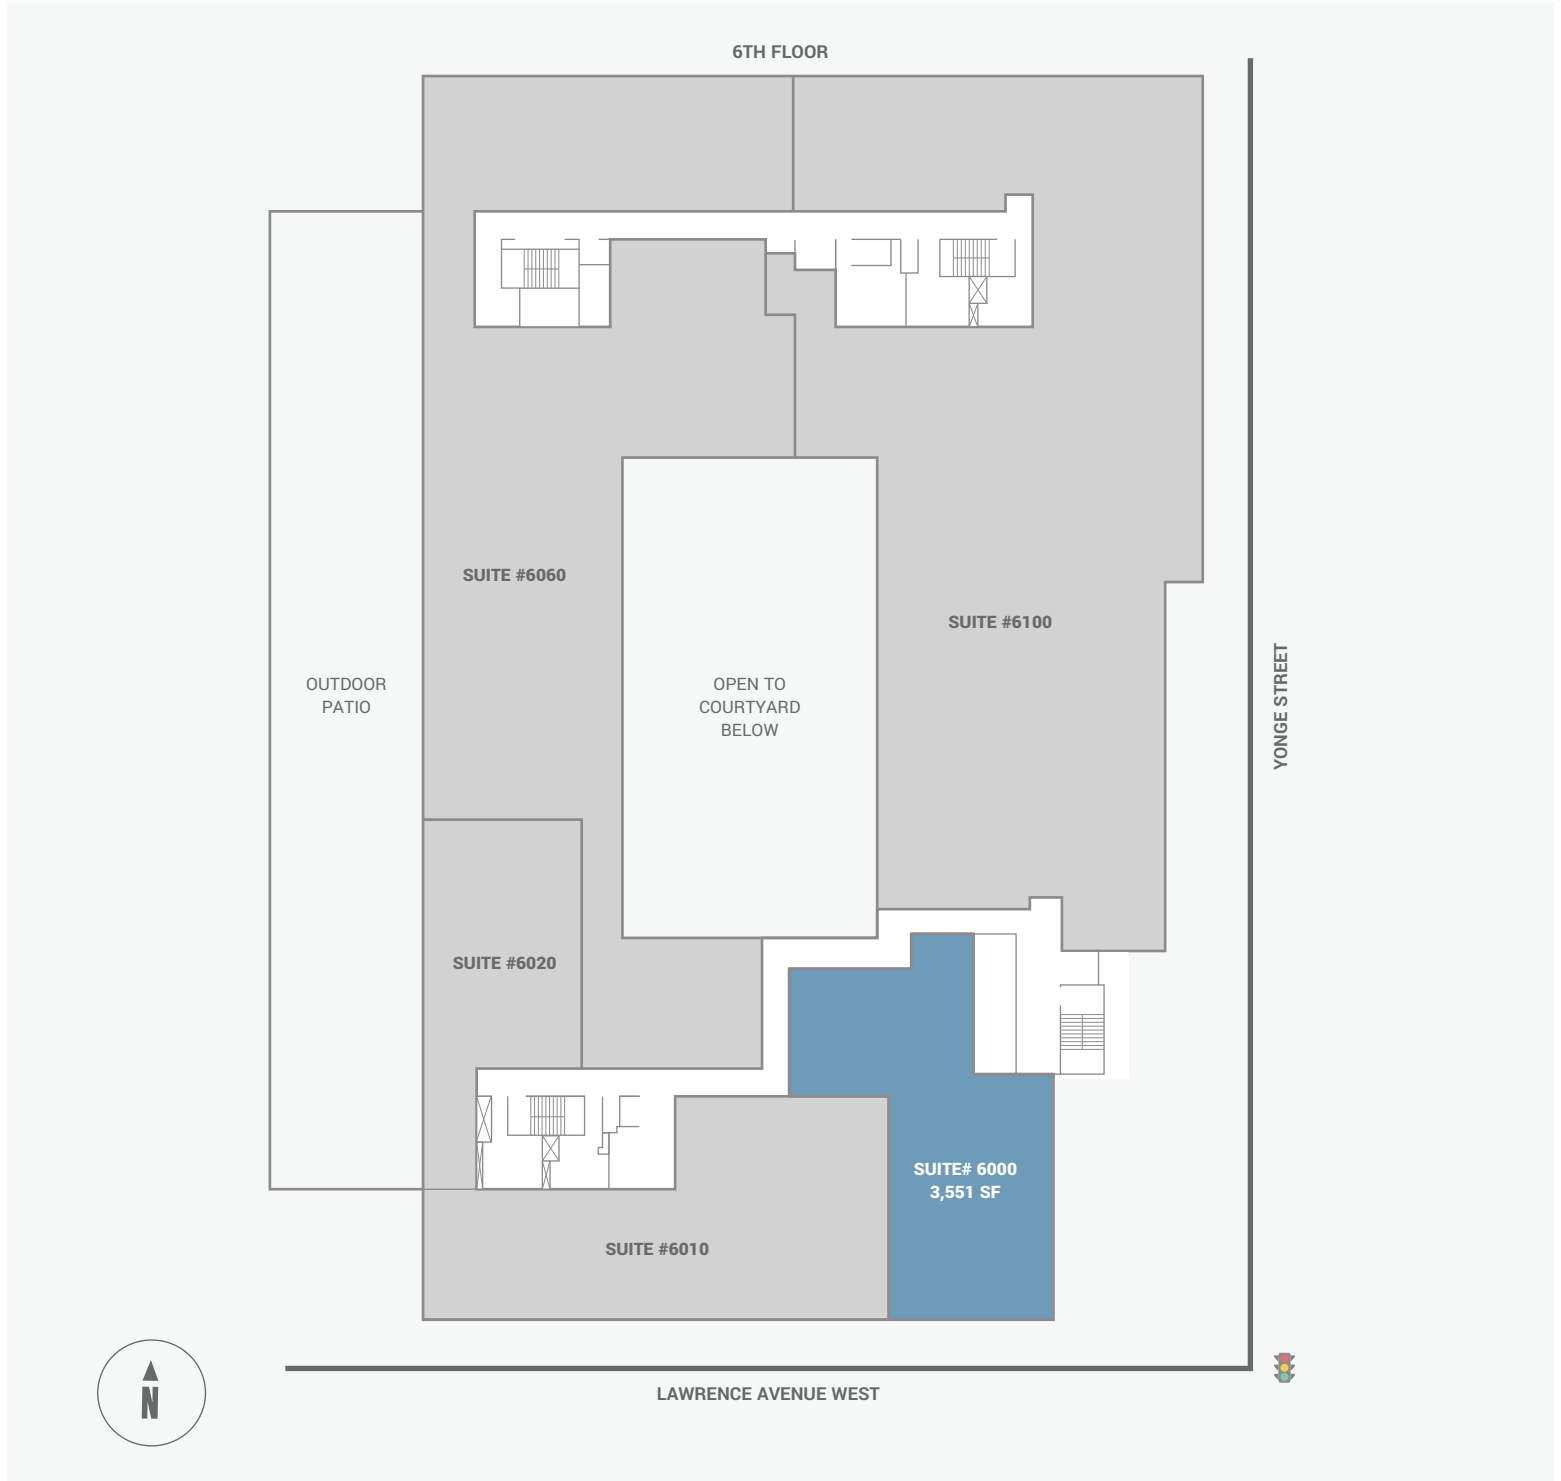 6TH FLOOR
SUITE #6060
SUITE #6100
YONGE STREET
OUTDOOR
PATIO
OPEN TO
COURTYARD
BELOW
SUITE #6020
SUITE# 6000
3,551 SF
SUITE #6010
N
LAWRENCE AVENUE WEST